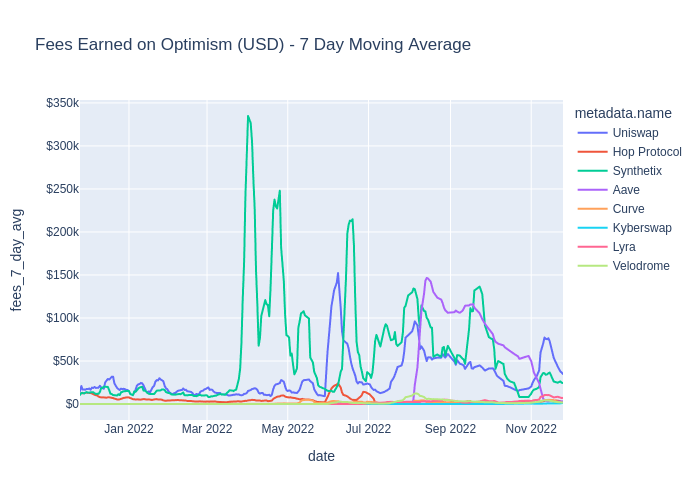 Fees Earned on Optimism (USD) - 7 Day Moving Average
metadata.name
Uniswap
Hop Protocol
Synthetix
Aave
Curve
Kyberswap
Lyra
Velodrome
fees_7_day_avg
$350k
$300k
$250k
$200k
$150k
$100k
$50k
$0
Jan 2022 Mar 2022 May 2022 Jul 2022 Sep 2022 Nov 2022
date